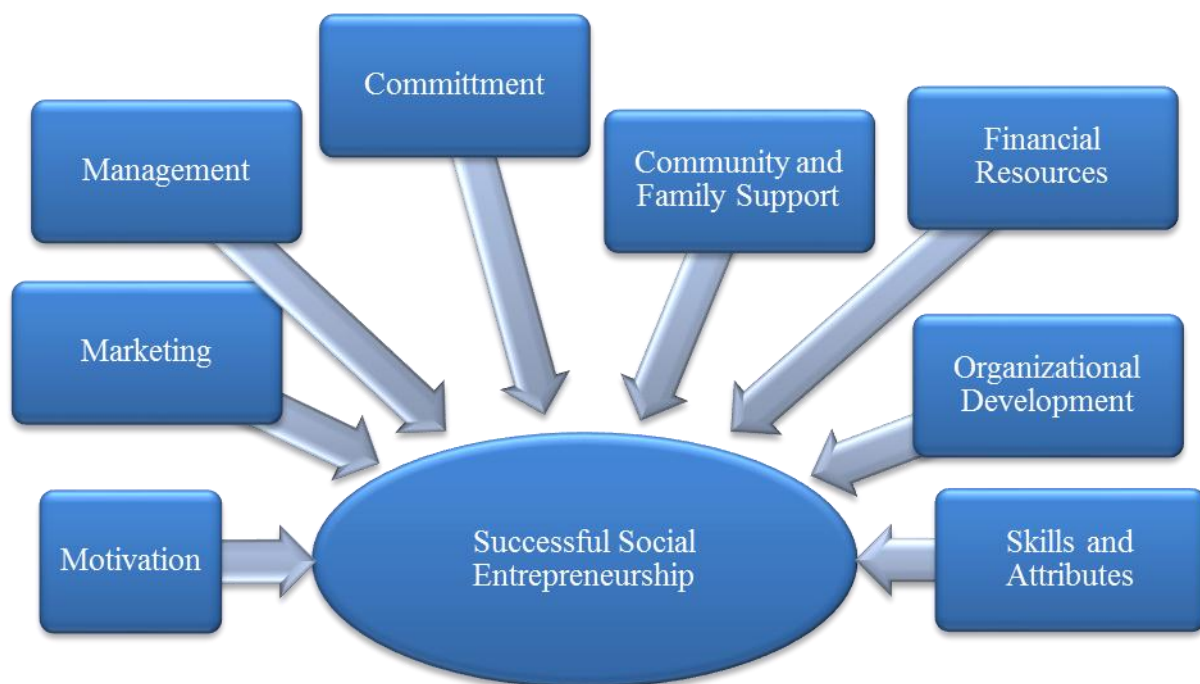 Committment
Management
Community and
Family Support
Financial
Resources
Marketing
Organizational
Development
Motivation
Successful Social
Entrepreneurship
Skills and
Attributes